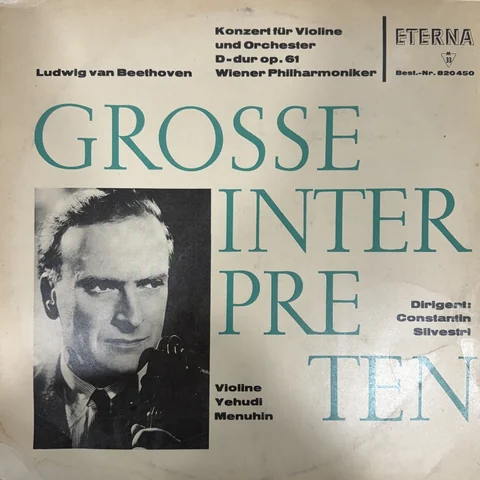 Ludwig van Beethoven
Konzert für Violine
und Orchester
D-dur op. 61
Wiener Philharmoniker
ETERNA
Best.-Nr. 820 450
GROSSE
INTER
PRE
TEN
Dirigent:
Constantin
Silvestri
Violine
Yehudi
Menuhin